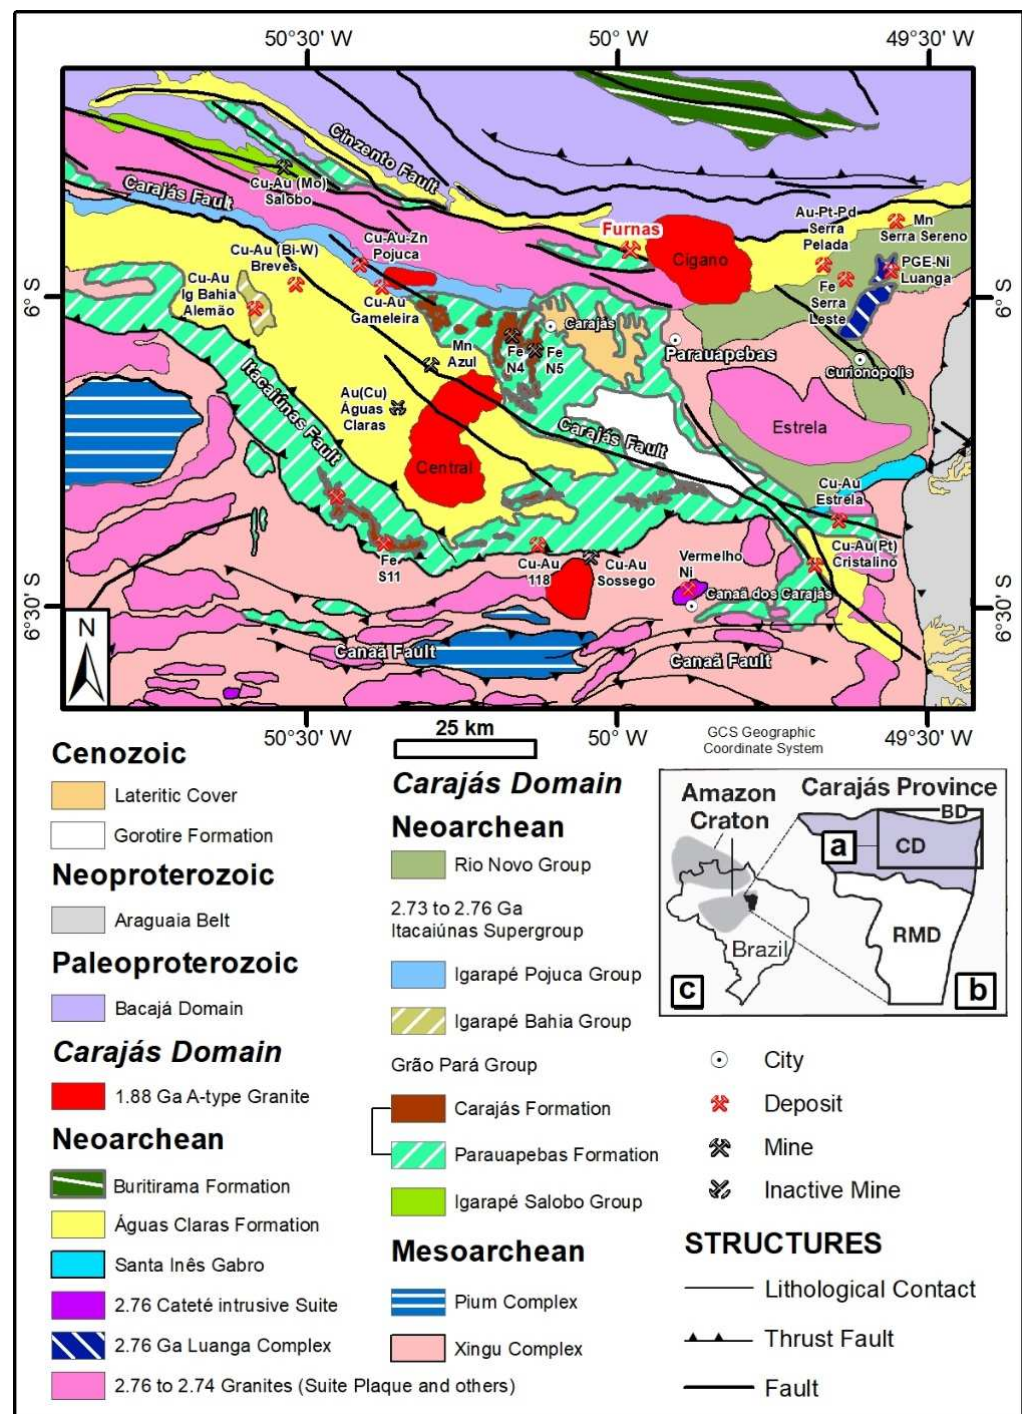 50°30' W
50° W
49°30' W
6° S
6°30' S
6° S
6°30' S
Cinzento Fault
Cu-Au (Mo)
Salobo
Carajás Fault
Furnas
Cigano
Au-Pt-Pd
Serra
Pelada
Mn
Serra Sereno
PGE-Ni
Luanga
Fe
Serra
Leste
Cu-Au-Zn
Pojuca
Cu-Au (Bi-W)
Breves
Cu-Au
Ig Bahia
Alemão
Cu-Au
Gameleira
Carajás
Mn
Azul
Fe
N4
Fe
N5
Parauapebas
Curionópolis
Itacaiúnas Fault
Au(Cu)
Águas
Claras
Central
Carajás Fault
Estrela
Cu-Au
Estrela
Cu-Au(Pt)
Cristalino
Fe
S11
Cu-Au
118
Cu-Au
Sossego
Vermelho
Ni
Canaã dos Carajás
Canaã Fault
Canaã Fault
N
50°30' W
25 km
50° W
49°30' W
GCS Geographic
Coordinate System
Cenozoic
Lateritic Cover
Gorotire Formation
Neoproterozoic
Araguaia Belt
Paleoproterozoic
Bacajá Domain
Carajás Domain
1.88 Ga A-type Granite
Neoarchean
Buritirama Formation
Águas Claras Formation
Santa Inês Gabro
2.76 Cateté intrusive Suite
2.76 Ga Luanga Complex
2.76 to 2.74 Granites (Suite Plaque and others)
Carajás Domain
Neoarchean
Rio Novo Group
2.73 to 2.76 Ga
Itacaiúnas Supergroup
Igarapé Pojuca Group
Igarapé Bahia Group
Grão Pará Group
Carajás Formation
Parauapebas Formation
Igarapé Salobo Group
Mesoarchean
Pium Complex
Xingu Complex
Amazon
Craton
Brazil
c
Carajás Province
BD
a
CD
RMD
b
City
Deposit
Mine
Inactive Mine
STRUCTURES
Lithological Contact
Thrust Fault
Fault